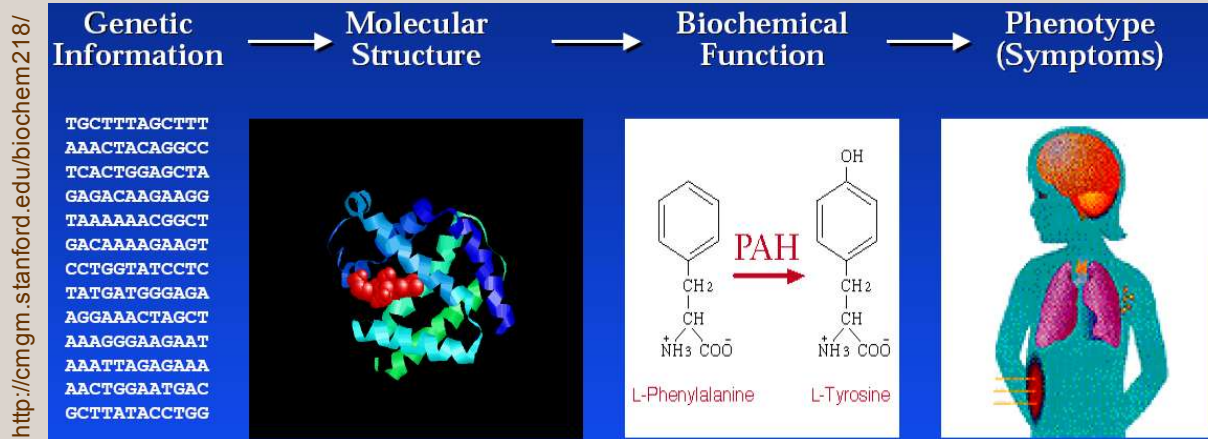 http://cmgm.stanford.edu/biochem218/
Genetic
Information
Molecular
Structure
Biochemical
Function
Phenotype
(Symptoms)
TGCTTTAGCTTT
AAACTACAGGCC
TCACTGGAGCTA
GAGACAAGAAGG
TAAAAAACGGCT
GACAAAAGAAGT
CCTGGTATCCTC
TATGATGGGAGA
AGGAAACTAGCT
AAAGGGAAGAAT
AAATTAGAGAAA
AACTGGAATGAC
GCTTATACCTGG
PAH
CH2
CH
+
NH3 COO-
L-Phenylalanine
OH
CH2
CH
+
NH3 COO-
L-Tyrosine